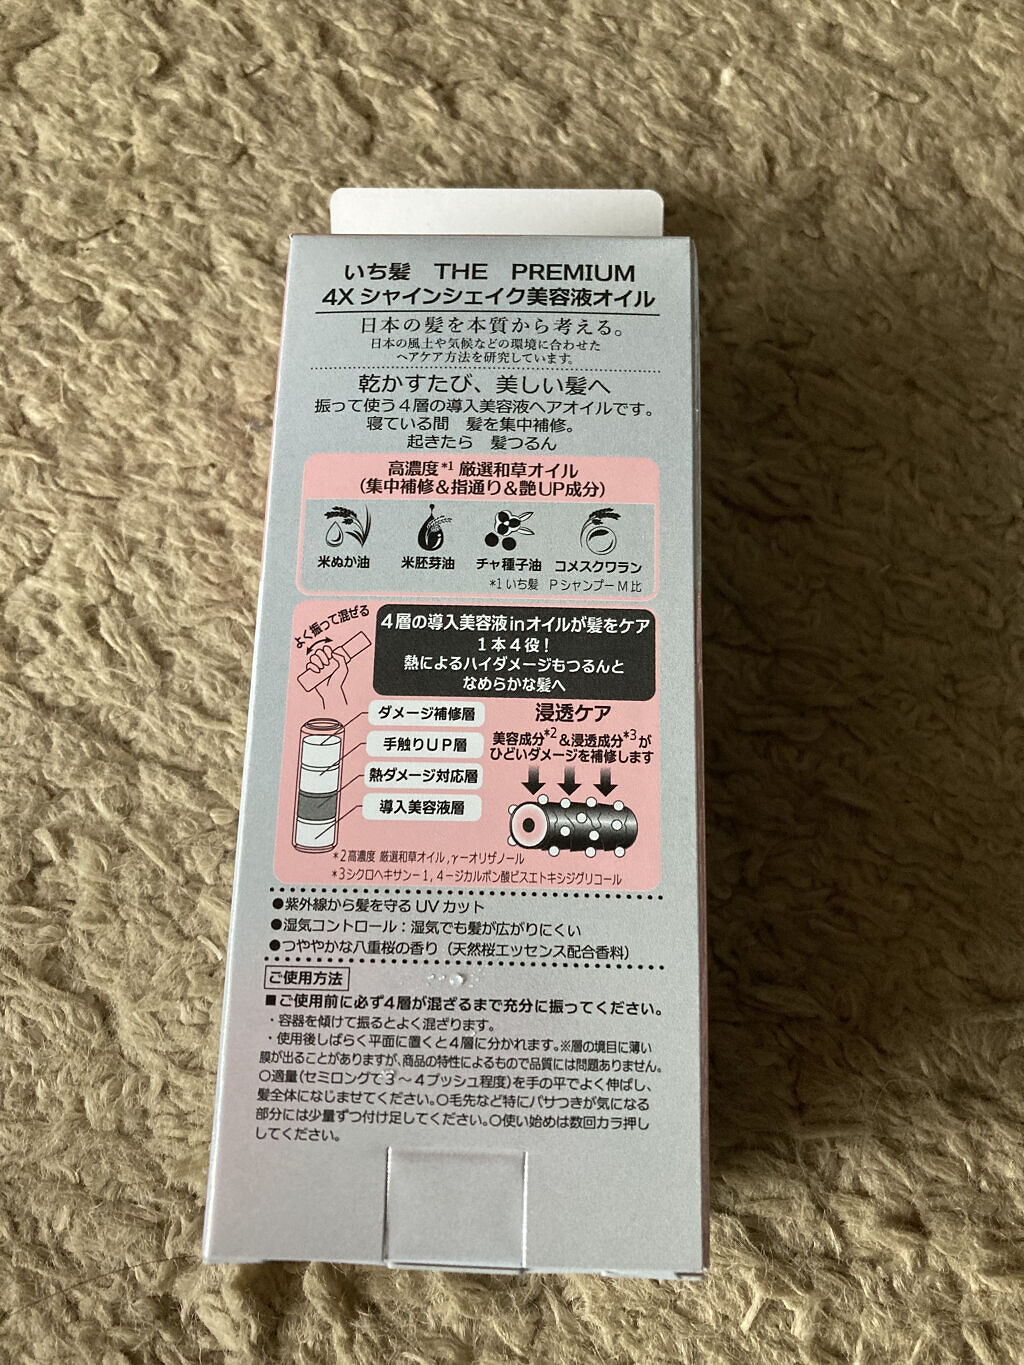 いち髪 THE PREMIUM
4X シャインシェイク美容液オイル
日本の髪を本質から考える。
日本の風土や気候などの環境に合わせた
ヘアケア方法を研究しています。
乾かすたび、美しい髪へ
振って使う4層の導入美容液ヘアオイルです。
寝ている間 髪を集中補修。
起きたら 髪つるん
高濃度*1 厳選和草オイル
(集中補修&指通り&艶UP成分)
米ぬか油 米胚芽油 チャ種子油 コメスクワラン
*1 いち髪 PシャンプーM比
よく振って混ぜる
4層の導入美容液inオイルが髪をケア
1本4役!
熱によるハイダメージもつるんと
なめらかな髪へ
ダメージ補修層
手触りUP層
熱ダメージ対応層
導入美容液層
浸透ケア
美容成分*2&浸透成分*3が
ひどいダメージを補修します
*2高濃度 厳選和草オイル,γーオリザノール
*3シクロヘキサン−1, 4−ジカルボン酸ビスエトキシジグリコール
●紫外線から髪を守るUVカット
●湿気コントロール:湿気でも髪が広がりにくい
●つややかな八重桜の香り(天然桜エッセンス配合香料)
ご使用方法
■ご使用前に必ず4層が混ざるまで充分に振ってください。
・容器を傾けて振るとよく混ざります。
・使用後しばらく平面に置くと4層に分かれます。※層の境目に薄い
膜が出ることがありますが、商品の特性によるもので品質には問題ありません。
○適量(セミロングで3〜4プッシュ程度)を手の平でよく伸ばし、
髪全体になじませてください。○毛先など特にパサつきが気になる
部分には少量ずつ付け足してください。○使い始めは数回カラ押し
してください。